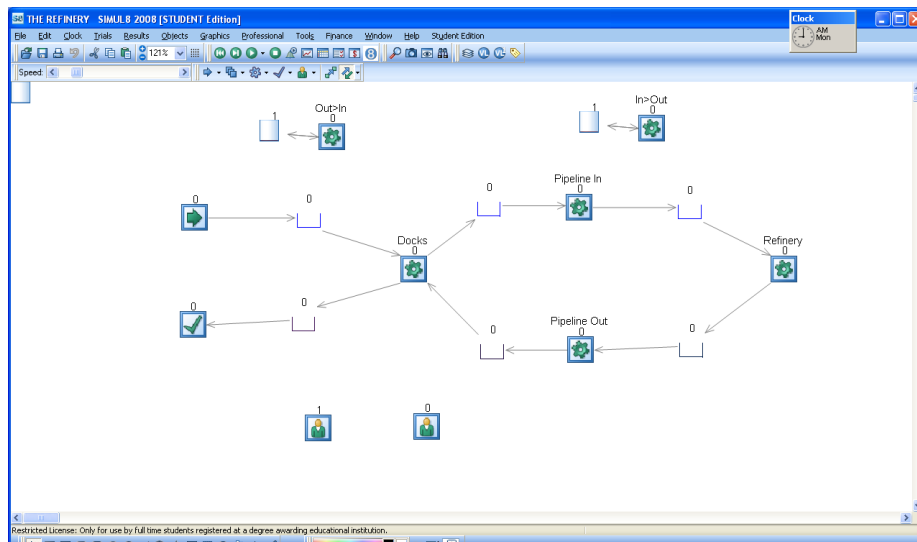 THE REFINERY SIMUL8 2008 [STUDENT Edition]
Clock
AM
Mon
File Edit Clock Trials Results Objects Graphics Professional Tools Finance Window Help Student Edition
121%
Speed:
Out>In
1
0
In>Out
1
0
0
0
0
Pipeline In
0
0
Docks
0
Refinery
0
0
0
0
Pipeline Out
0
0
1
0
Restricted License: Only for use by full time students registered at a degree awarding educational institution.